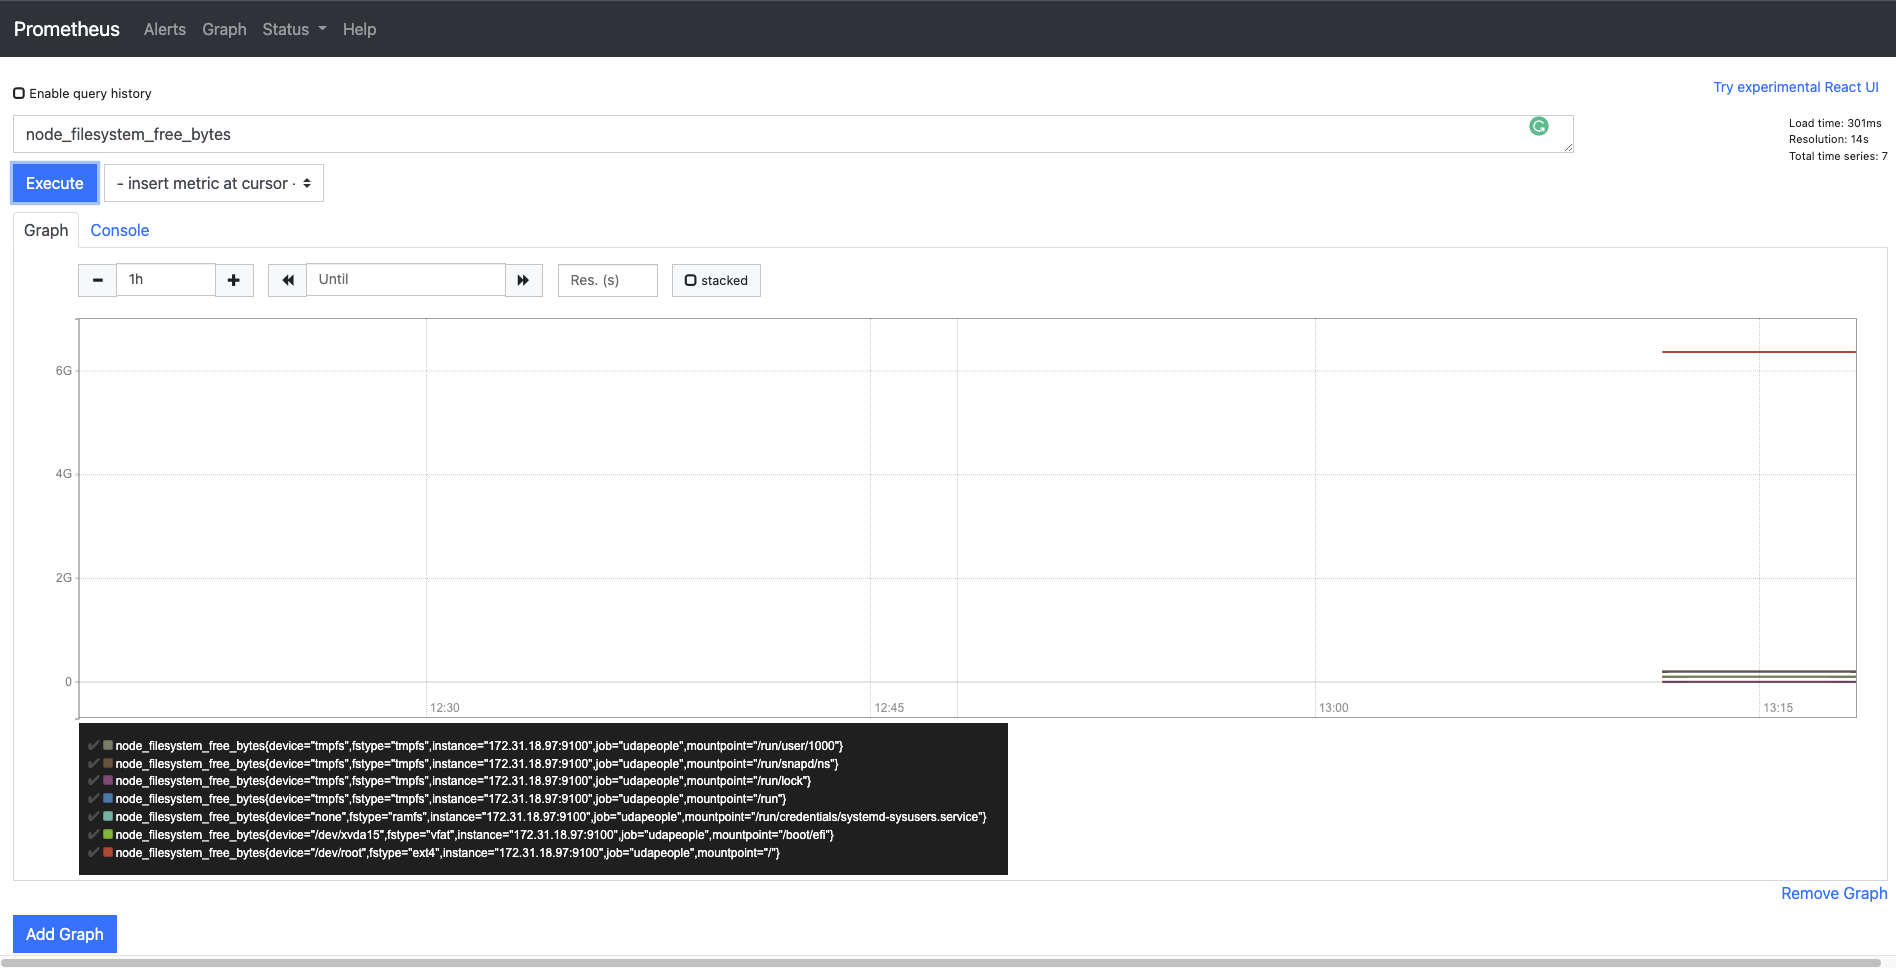 Prometheus Alerts Graph Status Help
Try experimental React UI
Enable query history
node_filesystem_free_bytes
Load time: 301ms
Resolution: 14s
Total time series: 7
Execute - insert metric at cursor -
Graph Console
1h Until Res. (s) stacked
6G
4G
2G
0
12:30 12:45 13:00 13:15
node_filesystem_free_bytes{device="tmpfs",fstype="tmpfs",instance="172.31.18.97:9100",job="udapeople",mountpoint="/run/user/1000"}
node_filesystem_free_bytes{device="tmpfs",fstype="tmpfs",instance="172.31.18.97:9100",job="udapeople",mountpoint="/run/snapd/ns"}
node_filesystem_free_bytes{device="tmpfs",fstype="tmpfs",instance="172.31.18.97:9100",job="udapeople",mountpoint="/run/lock"}
node_filesystem_free_bytes{device="tmpfs",fstype="tmpfs",instance="172.31.18.97:9100",job="udapeople",mountpoint="/run"}
node_filesystem_free_bytes{device="none",fstype="ramfs",instance="172.31.18.97:9100",job="udapeople",mountpoint="/run/credentials/systemd-sysusers.service"}
node_filesystem_free_bytes{device="/dev/xvda15",fstype="vfat",instance="172.31.18.97:9100",job="udapeople",mountpoint="/boot/efi"}
node_filesystem_free_bytes{device="/dev/root",fstype="ext4",instance="172.31.18.97:9100",job="udapeople",mountpoint="/"}
Remove Graph
Add Graph